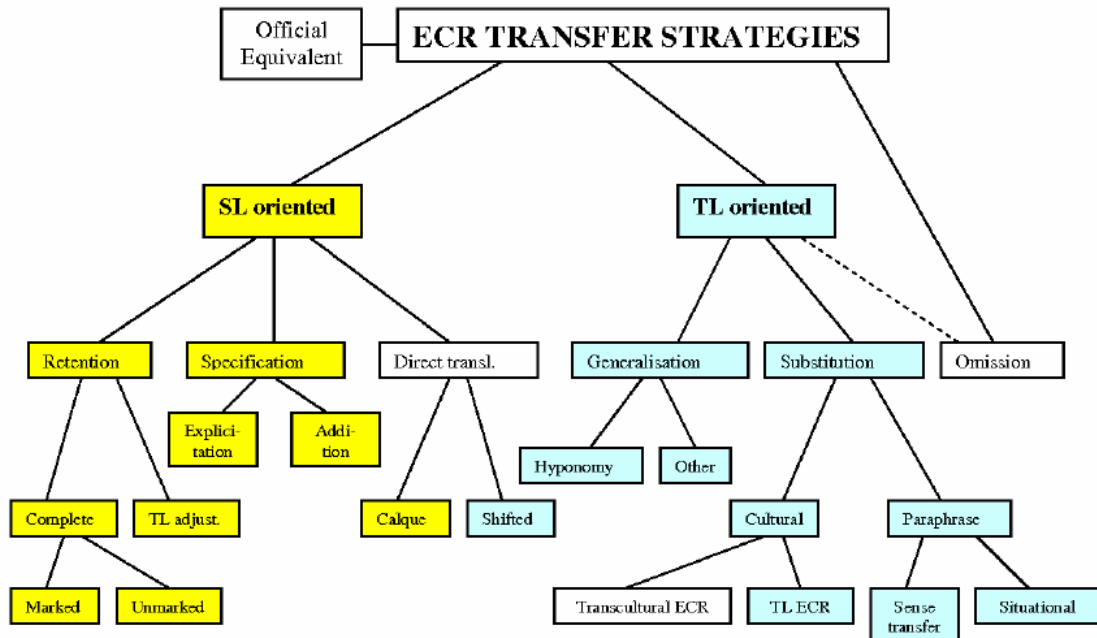 Official
Equivalent
ECR TRANSFER STRATEGIES
SL oriented
TL oriented
Retention
Specification
Direct transl.
Generalisation
Substitution
Omission
Explici-
tation
Addi-
tion
Hyponomy
Other
Complete
TL adjust.
Calque
Shifted
Cultural
Paraphrase
Marked
Unmarked
Transcultural ECR
TL ECR
Sense
transfer
Situational